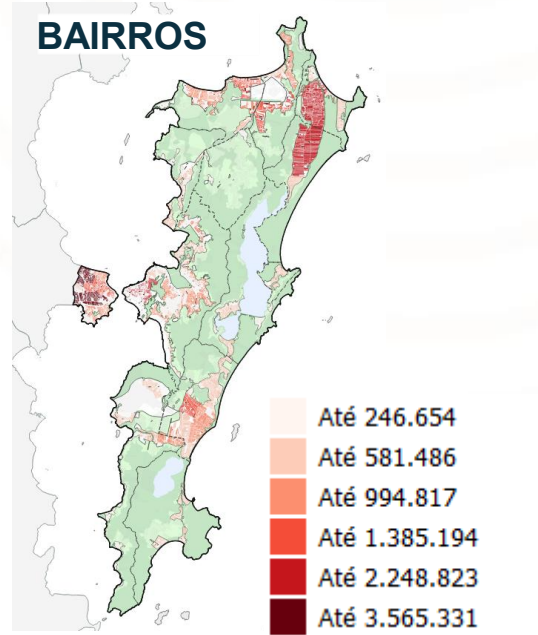 BAIRROS
Até 246.654
Até 581.486
Até 994.817
Até 1.385.194
Até 2.248.823
Até 3.565.331